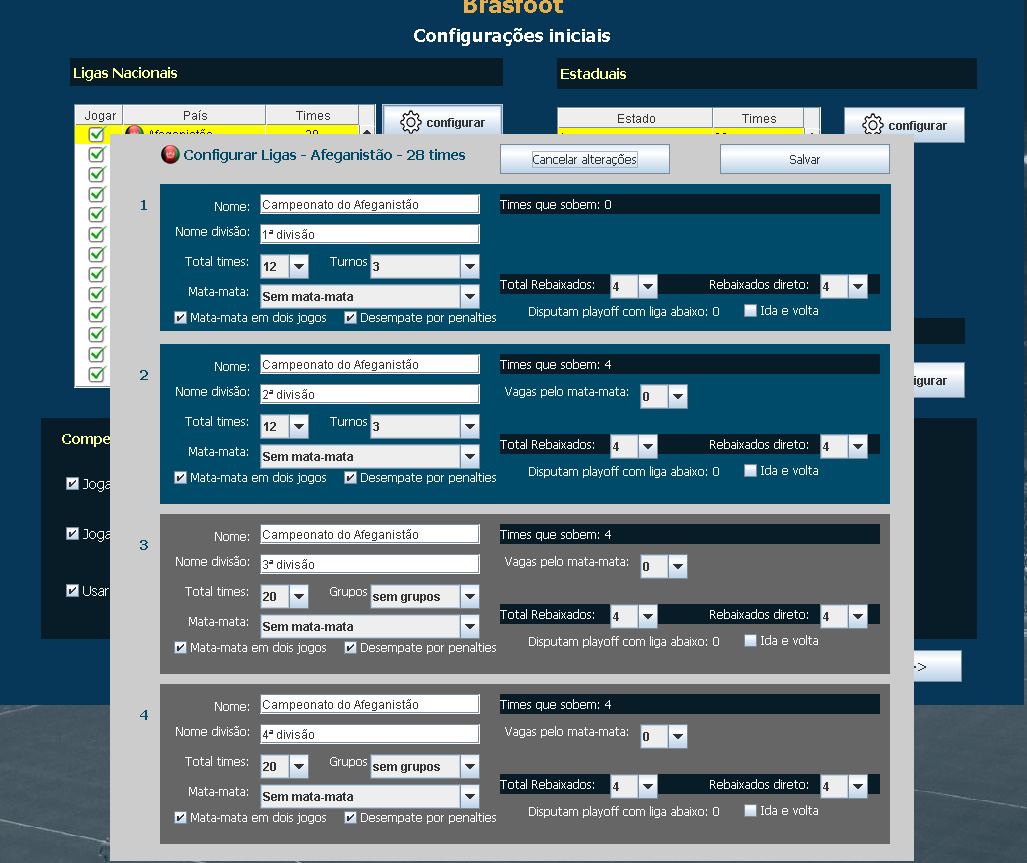 Brasfoot
Configurações iniciais
Ligas Nacionais
Estaduais
Jogar País Times
configurar
Estado Times
configurar
Afeganistão 28
Configurar Ligas - Afeganistão - 28 times
Cancelar alterações
Salvar
1
Nome: Campeonato do Afeganistão
Times que sobem: 0
Nome divisão: 1ª divisão
Total times: 12 Turnos 3
Total Rebaixados: 4 Rebaixados direto: 4
Mata-mata: Sem mata-mata
Disputam playoff com liga abaixo: 0 Ida e volta
Mata-mata em dois jogos Desempate por penalties
2
Nome: Campeonato do Afeganistão
Times que sobem: 4
Nome divisão: 2ª divisão
Vagas pelo mata-mata: 0
Total times: 12 Turnos 3
Total Rebaixados: 4 Rebaixados direto: 4
Mata-mata: Sem mata-mata
Disputam playoff com liga abaixo: 0 Ida e volta
Mata-mata em dois jogos Desempate por penalties
igurar
Compe
Joga
Joga
Usar
3
Nome: Campeonato do Afeganistão
Times que sobem: 4
Nome divisão: 3ª divisão
Vagas pelo mata-mata: 0
Total times: 20 Grupos sem grupos
Total Rebaixados: 4 Rebaixados direto: 4
Mata-mata: Sem mata-mata
Disputam playoff com liga abaixo: 0 Ida e volta
Mata-mata em dois jogos Desempate por penalties
->
4
Nome: Campeonato do Afeganistão
Times que sobem: 4
Nome divisão: 4ª divisão
Vagas pelo mata-mata: 0
Total times: 20 Grupos sem grupos
Total Rebaixados: 4 Rebaixados direto: 4
Mata-mata: Sem mata-mata
Disputam playoff com liga abaixo: 0 Ida e volta
Mata-mata em dois jogos Desempate por penalties